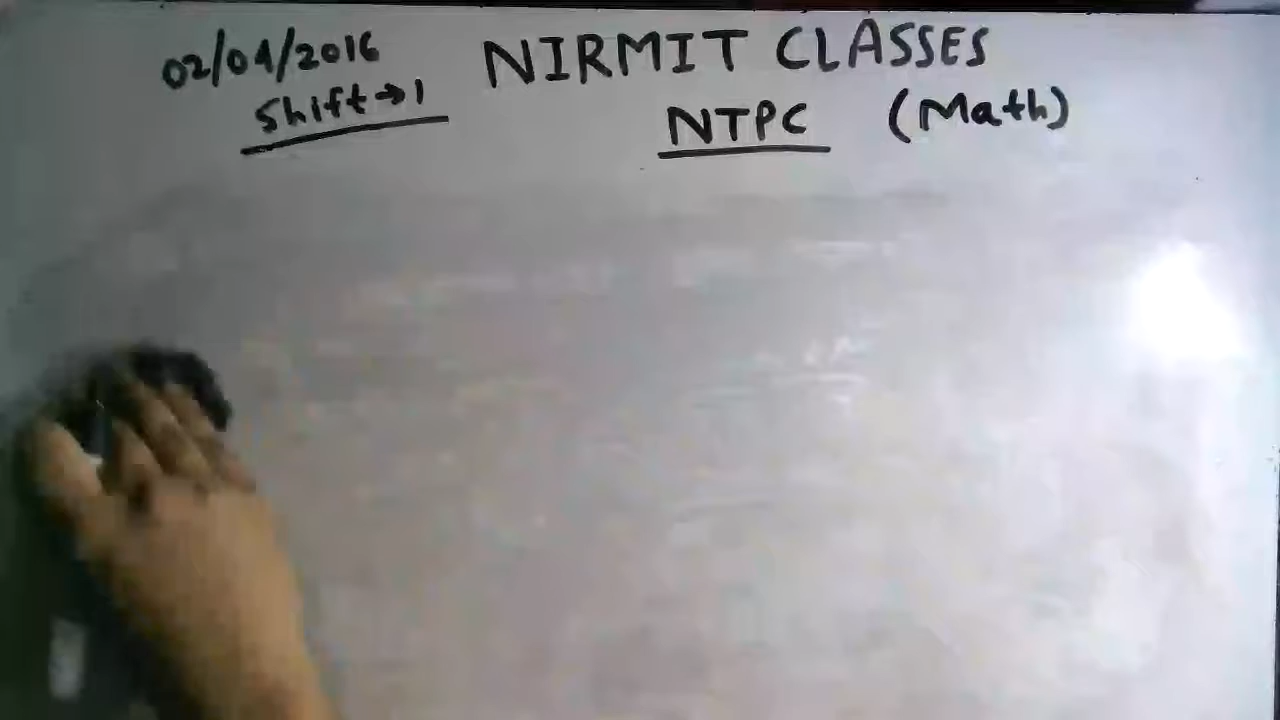 02/04/2016 NIRMIT CLASSES
Shift→1 NTPC (Math)